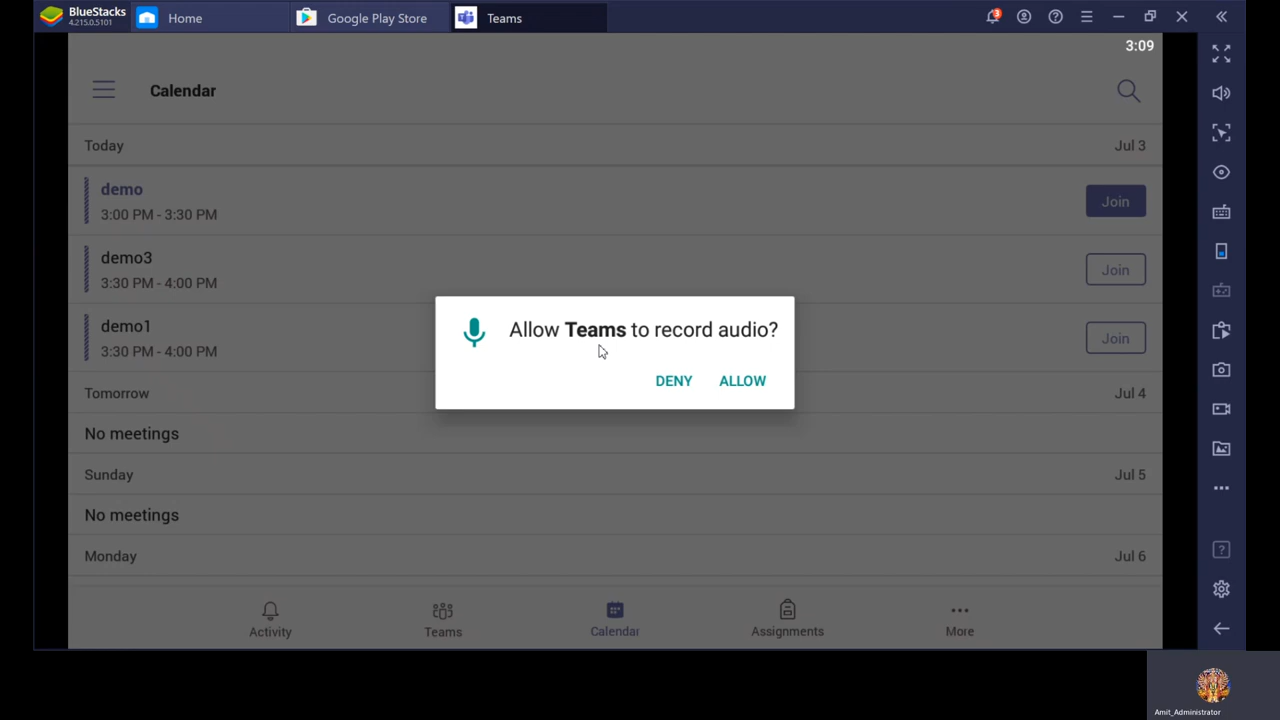 BlueStacks
4.215.0.5101
Home
Google Play Store
Teams
3
3:09
Calendar
Today
Jul 3
demo
3:00 PM - 3:30 PM
Join
demo3
3:30 PM - 4:00 PM
Join
demo1
3:30 PM - 4:00 PM
Join
Allow Teams to record audio?
DENY
ALLOW
Tomorrow
Jul 4
No meetings
Sunday
Jul 5
No meetings
Monday
Jul 6
Activity
Teams
Calendar
Assignments
More
Amit_Administrator